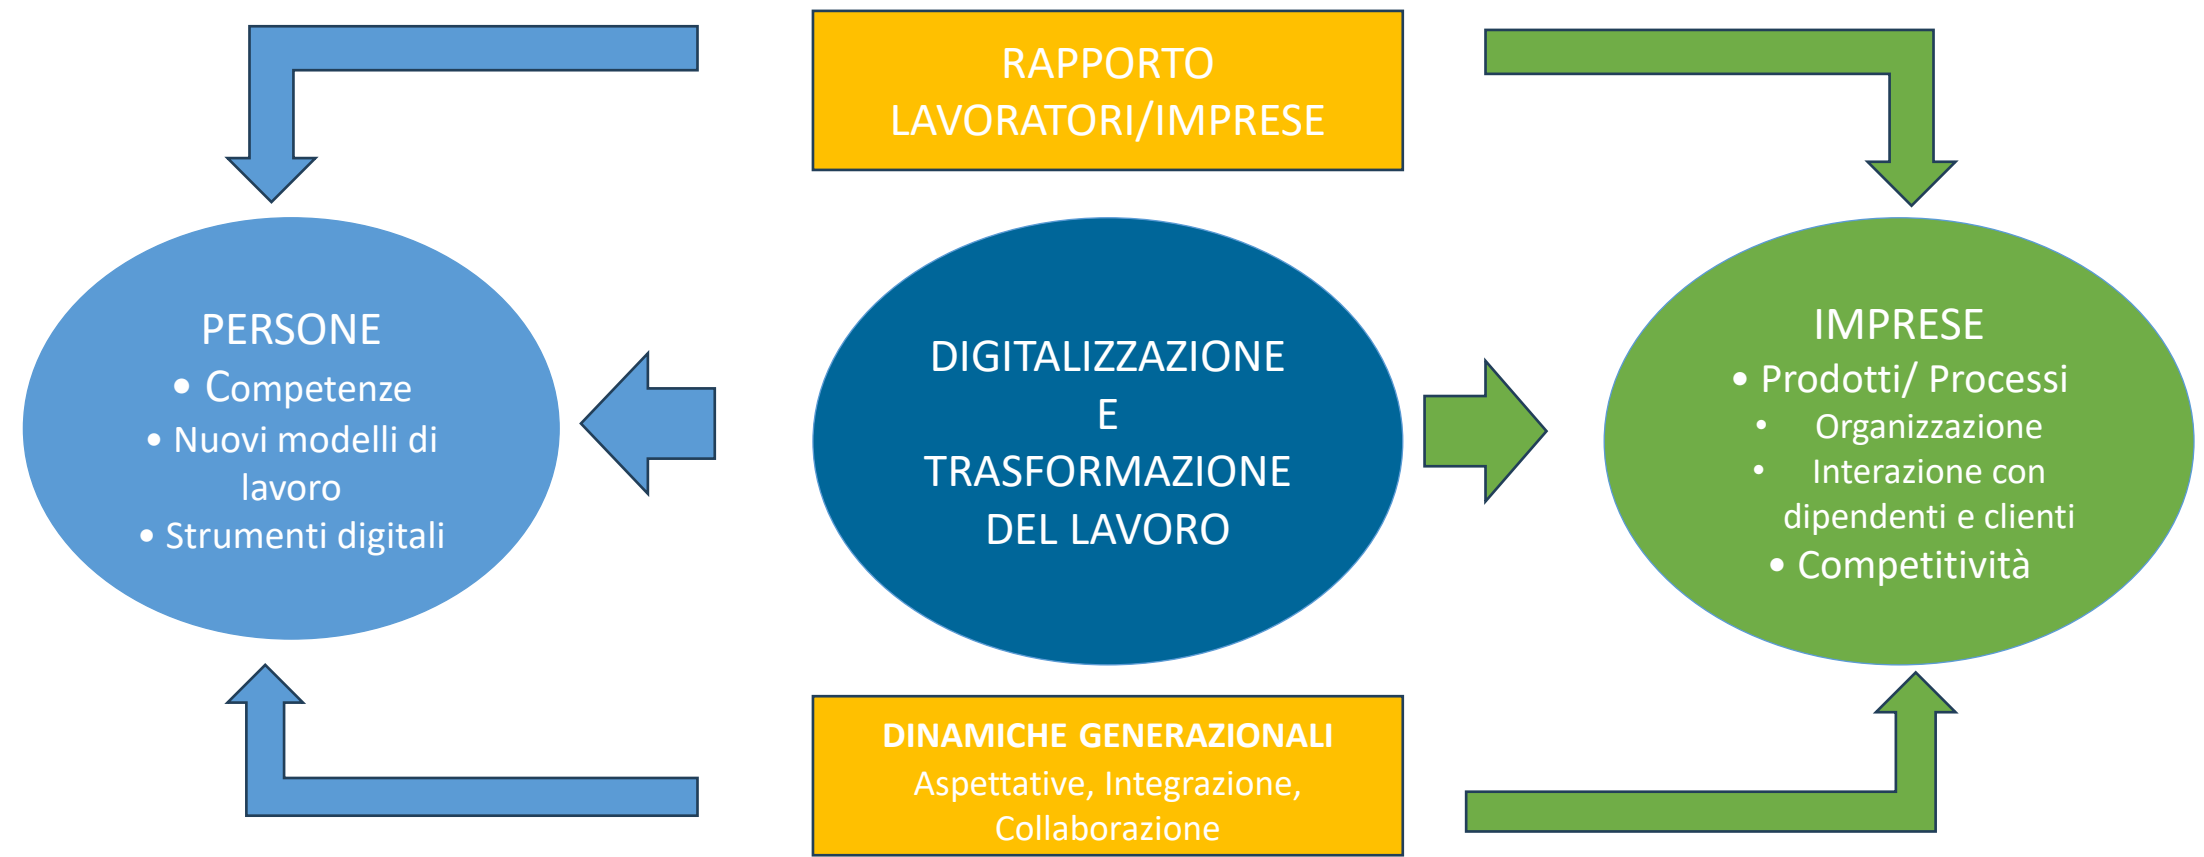 RAPPORTO
LAVORATORI/IMPRESE
PERSONE
• Competenze
• Nuovi modelli di
lavoro
• Strumenti digitali
DIGITALIZZAZIONE
E
TRASFORMAZIONE
DEL LAVORO
IMPRESE
• Prodotti/ Processi
• Organizzazione
• Interazione con
dipendenti e clienti
• Competitività
DINAMICHE GENERAZIONALI
Aspettative, Integrazione,
Collaborazione